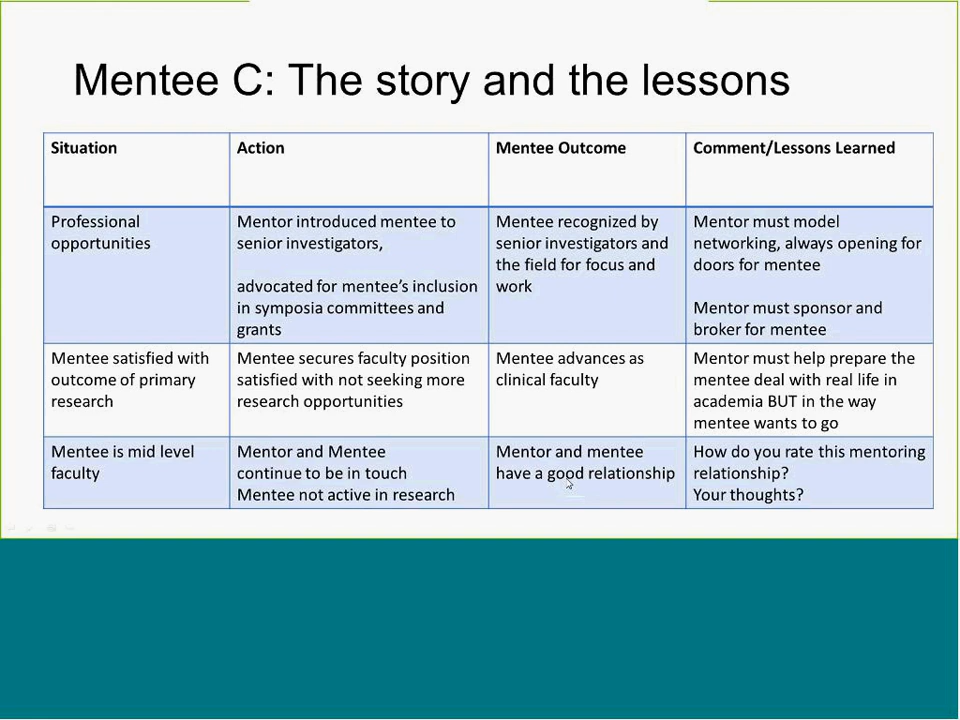 Mentee C: The story and the lessons
Situation
Action
Mentee Outcome
Comment/Lessons Learned
Professional
opportunities
Mentor introduced mentee to
senior investigators,
advocated for mentee’s inclusion
in symposia committees and
grants
Mentee recognized by
senior investigators and
the field for focus and
work
Mentor must model
networking, always opening for
doors for mentee
Mentor must sponsor and
broker for mentee
Mentee satisfied with
outcome of primary
research
Mentee secures faculty position
satisfied with not seeking more
research opportunities
Mentee advances as
clinical faculty
Mentor must help prepare the
mentee deal with real life in
academia BUT in the way
mentee wants to go
Mentee is mid level
faculty
Mentor and Mentee
continue to be in touch
Mentee not active in research
Mentor and mentee
have a good relationship
How do you rate this mentoring
relationship?
Your thoughts?